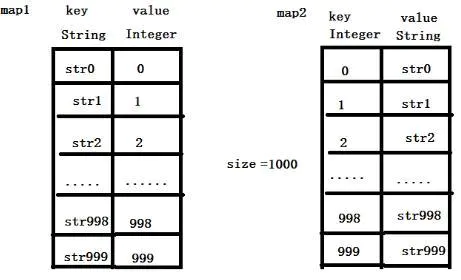 map1 key value
String Integer
str0 0
str1 1
str2 2
..... ......
str998 998
str999 999
size =1000
map2 key value
Integer String
0 str0
1 str1
2 str2
..... .....
998 str998
999 str999